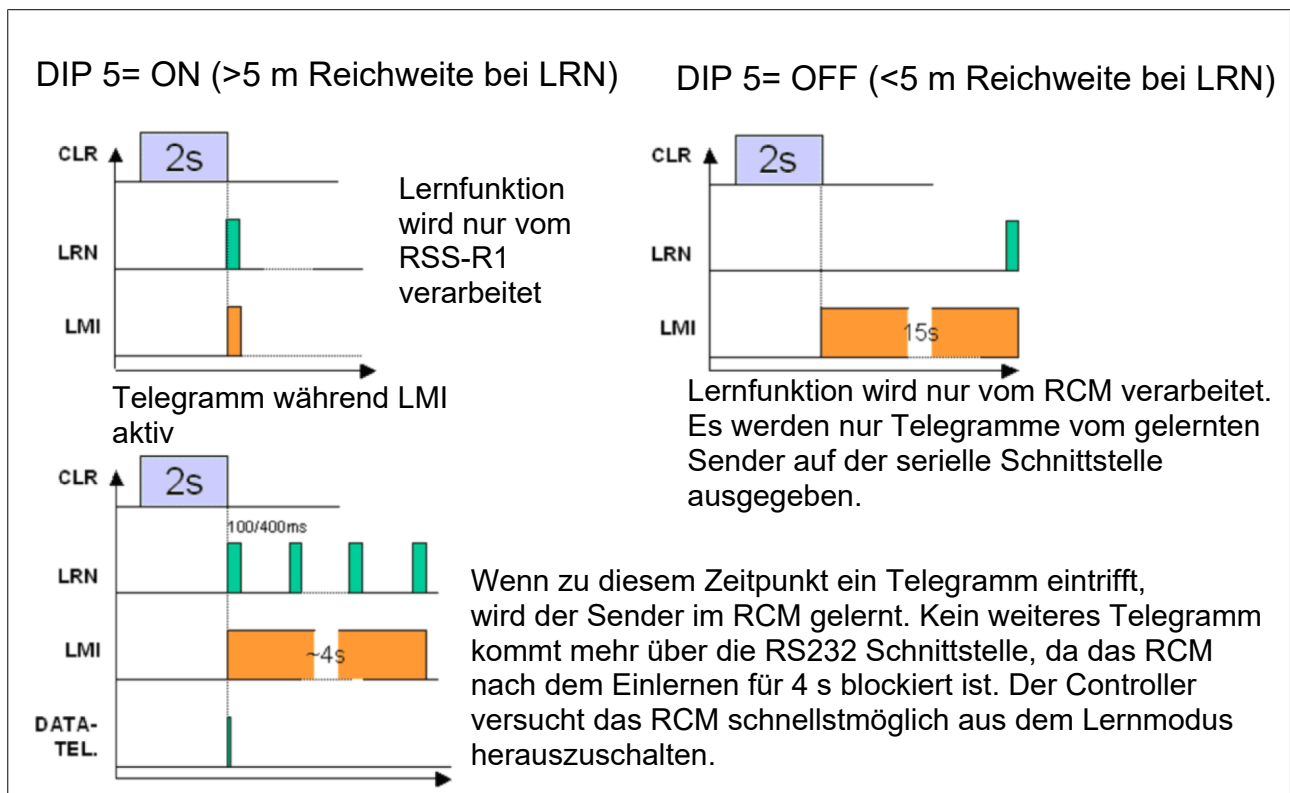 DIP 5= ON (>5 m Reichweite bei LRN)
CLR
2s
LRN
LMI
Lernfunktion
wird nur vom
RSS-R1
verarbeitet
Telegramm während LMI
aktiv
DIP 5= OFF (<5 m Reichweite bei LRN)
CLR
2s
LRN
LMI
15s
Lernfunktion wird nur vom RCM verarbeitet.
Es werden nur Telegramme vom gelernten
Sender auf der serielle Schnittstelle
ausgegeben.
CLR
2s
100/400ms
LRN
LMI
~4s
DATA-
TEL.
Wenn zu diesem Zeitpunkt ein Telegramm eintrifft,
wird der Sender im RCM gelernt. Kein weiteres Telegramm
kommt mehr über die RS232 Schnittstelle, da das RCM
nach dem Einlernen für 4 s blockiert ist. Der Controller
versucht das RCM schnellstmöglich aus dem Lernmodus
herauszuschalten.